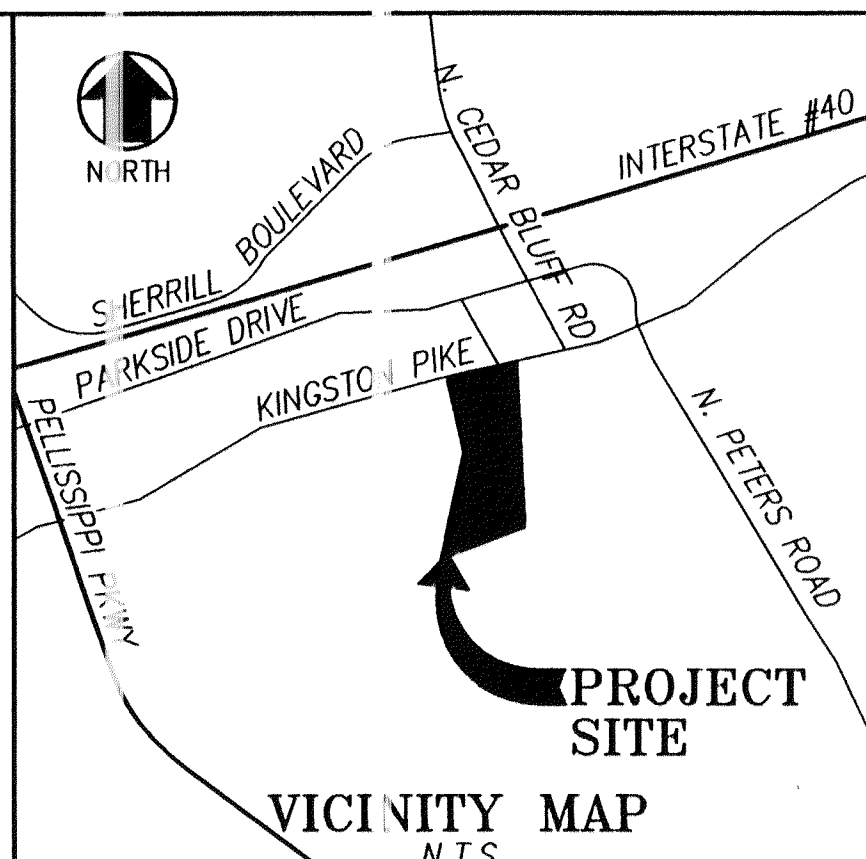 NORTH
N. CEDAR BLUFF RD
INTERSTATE #40
SHERRILL BOULEVARD
PARKSIDE DRIVE
KINGSTON PIKE
PELLISSIPPI PKWY
N. PETERS ROAD
PROJECT
SITE
VICINITY MAP
N.T.S.